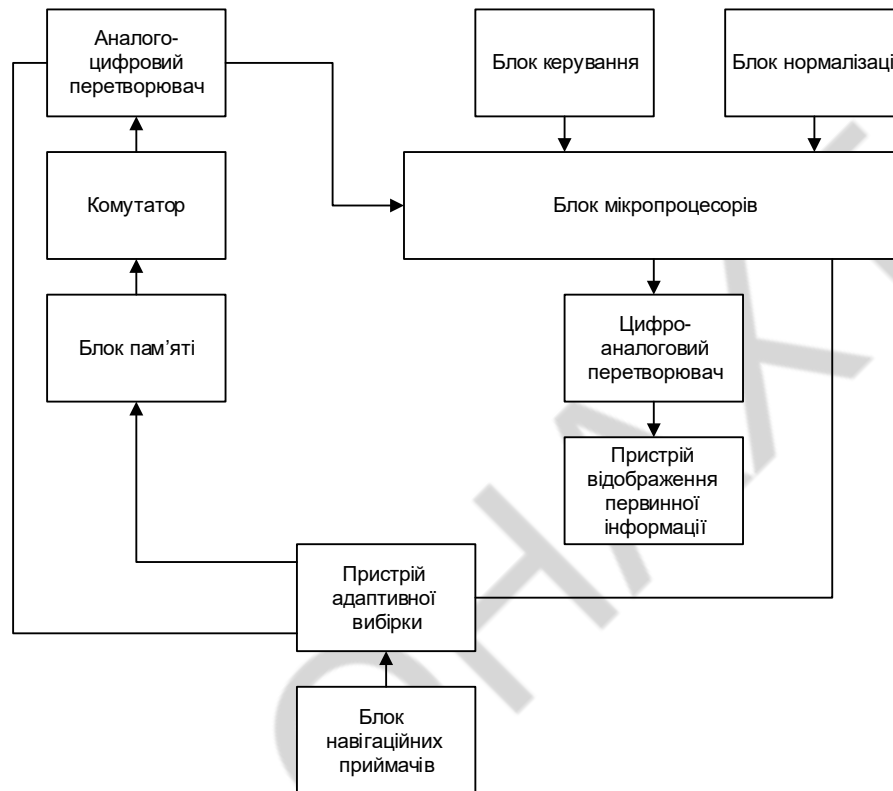 Аналого-
цифровий
перетворювач
Блок керування
Блок нормалізаці
Комутатор
Блок мікропроцесорів
Блок пам’яті
Цифро-
аналоговий
перетворювач
Пристрій
відображення
первинної
інформації
Пристрій
адаптивної
вибірки
Блок
навігаційних
приймачів